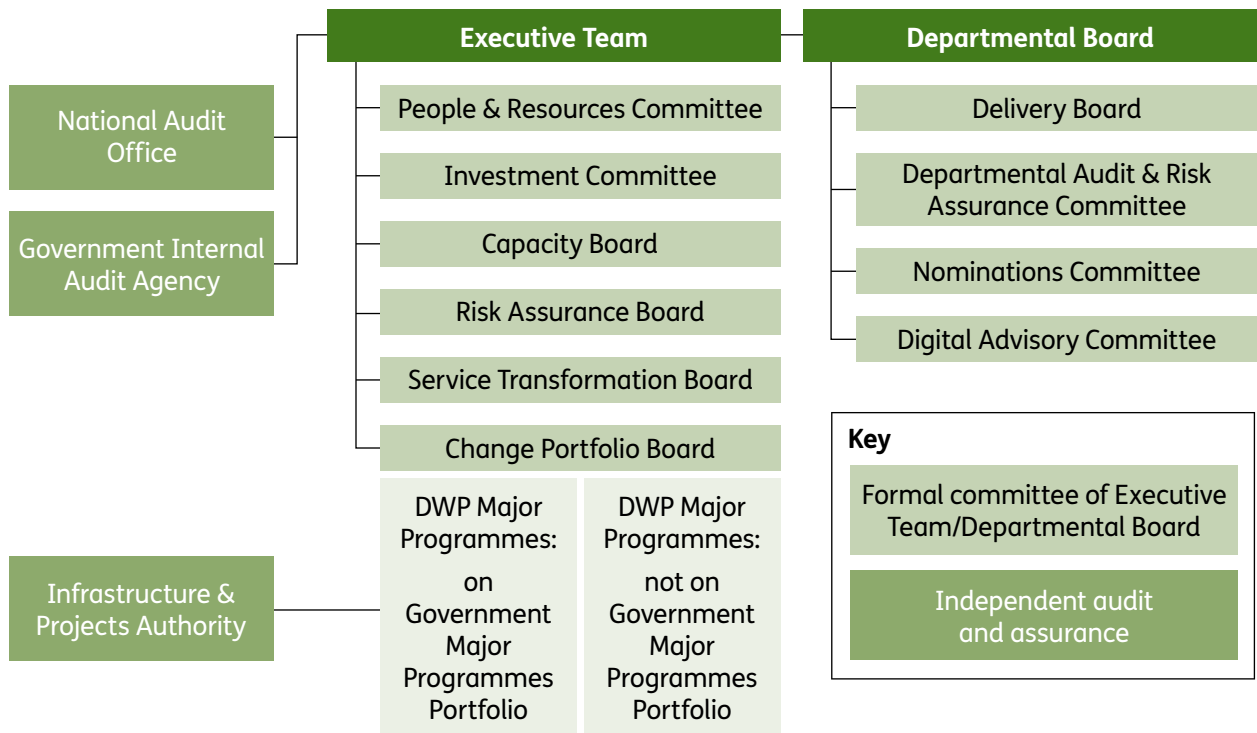 Executive Team
Departmental Board
National Audit
Office
Government Internal
Audit Agency
Infrastructure &
Projects Authority
People & Resources Committee
Investment Committee
Capacity Board
Risk Assurance Board
Service Transformation Board
Change Portfolio Board
DWP Major
Programmes:
on
Government
Major
Programmes
Portfolio
DWP Major
Programmes:
not on
Government
Major
Programmes
Portfolio
Delivery Board
Departmental Audit & Risk
Assurance Committee
Nominations Committee
Digital Advisory Committee
Key
Formal committee of Executive
Team/Departmental Board
Independent audit
and assurance